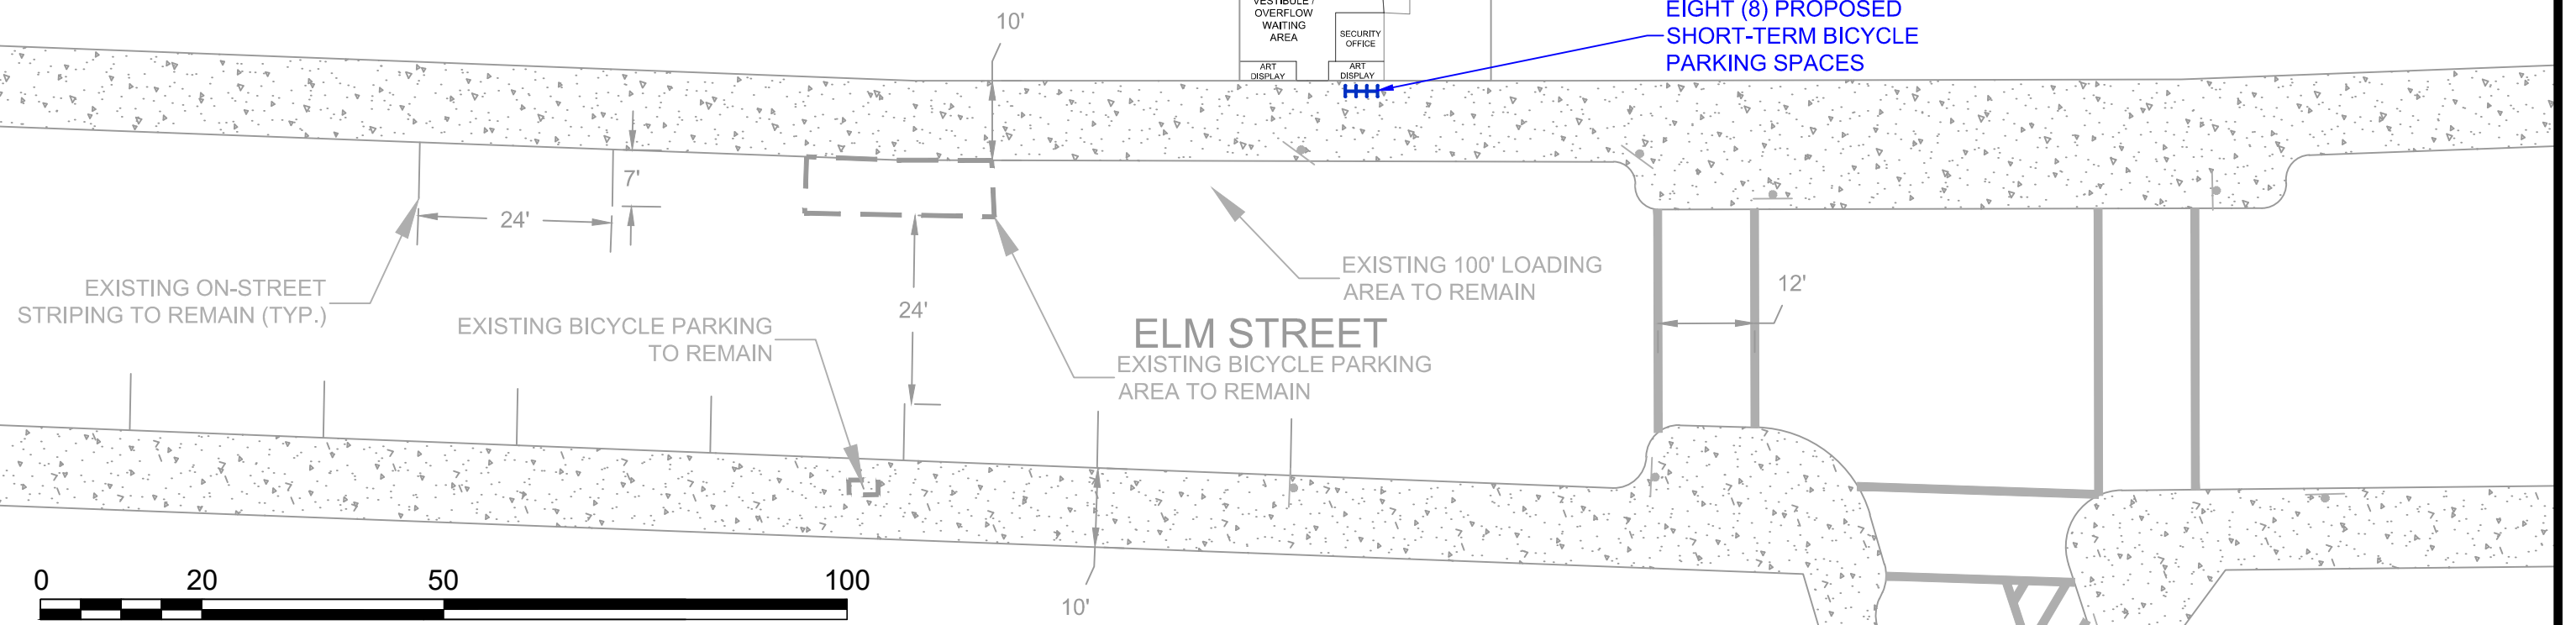 10'
VESTIBULE /
OVERFLOW
WAITING
AREA
SECURITY
OFFICE
ART
DISPLAY
ART
DISPLAY
EIGHT (8) PROPOSED
SHORT-TERM BICYCLE
PARKING SPACES
7'
24'
EXISTING ON-STREET
STRIPING TO REMAIN (TYP.)
EXISTING BICYCLE PARKING
TO REMAIN
24'
ELM STREET
EXISTING BICYCLE PARKING
AREA TO REMAIN
EXISTING 100' LOADING
AREA TO REMAIN
12'
10'
0 20 50 100